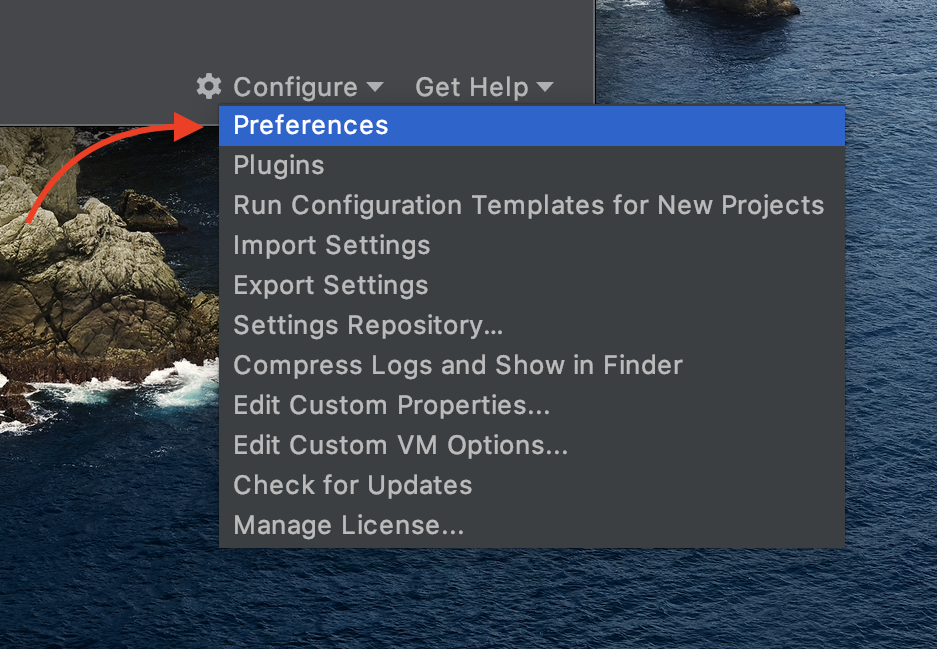 Configure Get Help
Preferences
Plugins
Run Configuration Templates for New Projects
Import Settings
Export Settings
Settings Repository...
Compress Logs and Show in Finder
Edit Custom Properties...
Edit Custom VM Options...
Check for Updates
Manage License...